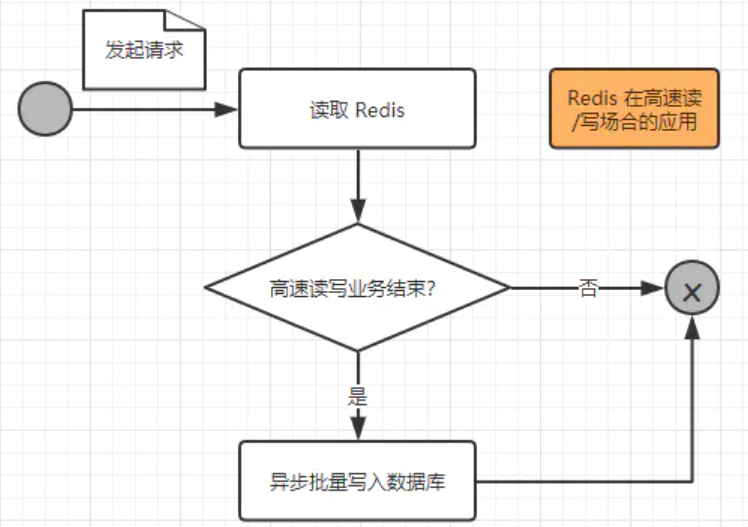 发起请求
读取 Redis
Redis 在高速读
/写场合的应用
高速读写业务结束?
否
×
是
异步批量写入数据库